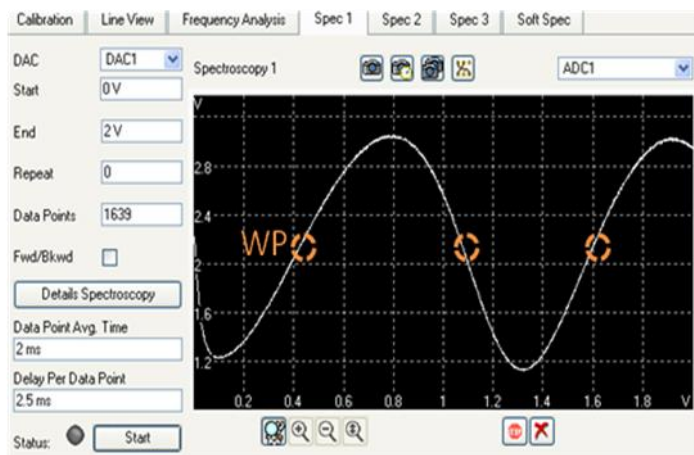 Calibration Line View Frequency Analysis Spec 1 Spec 2 Spec 3 Soft Spec
DAC DAC1 Spectroscopy 1 ADC1
Start 0 V
End 2 V
Repeat 0
Data Points 1639
Fwd/Bkwd
Details Spectroscopy
Data Point Avg. Time
2 ms
Delay Per Data Point
2.5 ms
Status: Start
V
2.8
2.4
WP
2
1.6
1.2
0.2 0.4 0.6 0.8 1 1.2 1.4 1.6 1.8 V